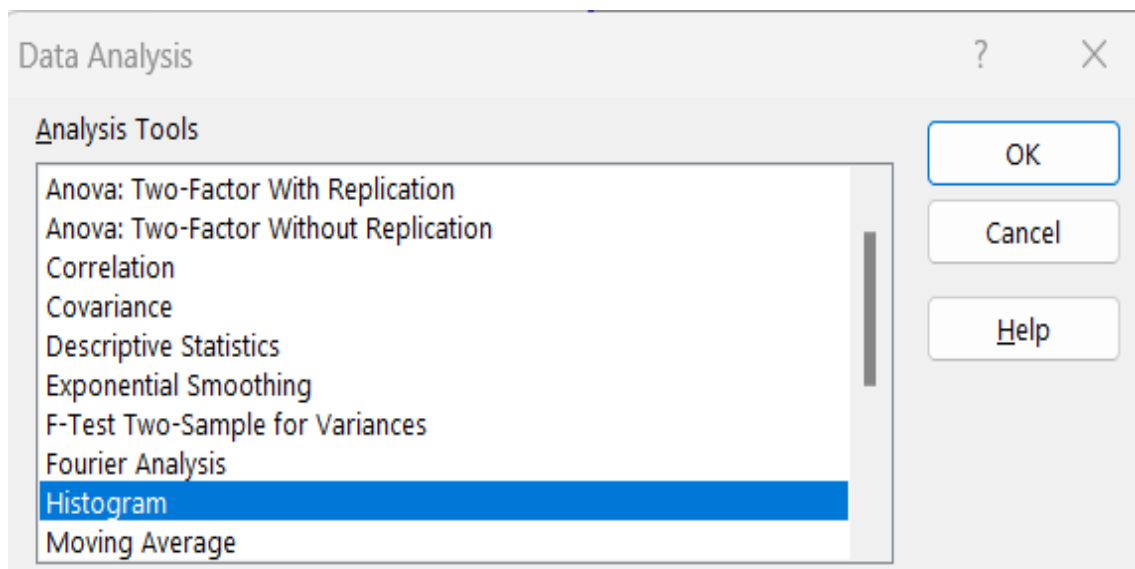 Data Analysis
?
Analysis Tools
OK
Anova: Two-Factor With Replication
Anova: Two-Factor Without Replication
Cancel
Correlation
Covariance
Help
Descriptive Statistics
Exponential Smoothing
F-Test Two-Sample for Variances
Fourier Analysis
Histogram
Moving Average